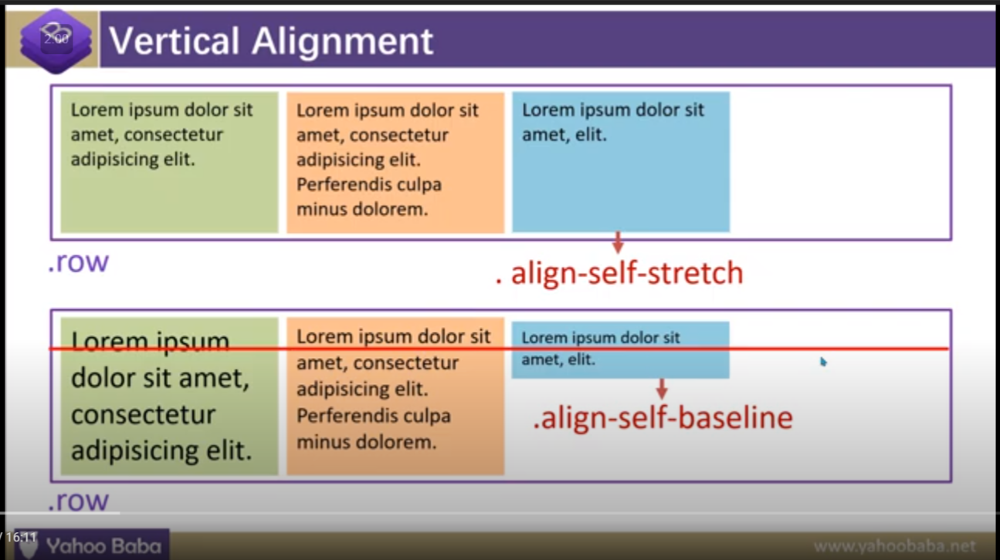 2:00
Vertical Alignment
Lorem ipsum dolor sit
amet, consectetur
adipisicing elit.
Lorem ipsum dolor sit
amet, consectetur
adipisicing elit.
Perferendis culpa
minus dolorem.
Lorem ipsum dolor sit
amet, elit.
.row
. align-self-stretch
Lorem ipsum
dolor sit amet,
consectetur
adipisicing elit.
Lorem ipsum dolor sit
amet, consectetur
adipisicing elit.
Perferendis culpa
minus dolorem.
Lorem ipsum dolor sit
amet, elit.
.align-self-baseline
.row
/ 16:11
Yahoo Baba
www.yahoobaba.net